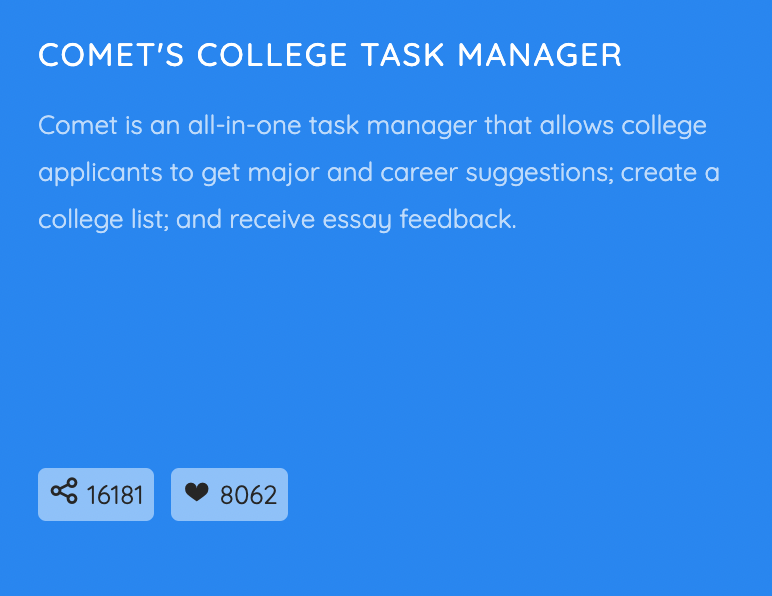 COMET'S COLLEGE TASK MANAGER
Comet is an all-in-one task manager that allows college
applicants to get major and career suggestions; create a
college list; and receive essay feedback.
16181 8062